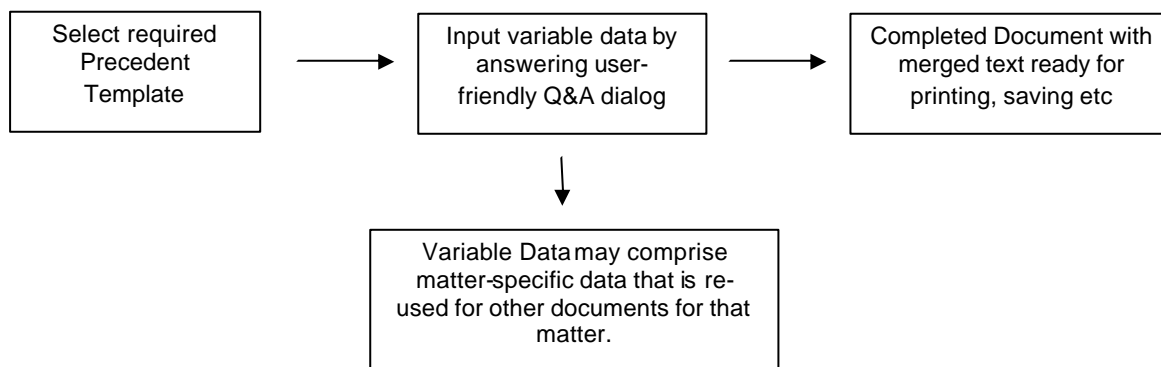 Select required
Precedent
Template
Input variable data by
answering user-
friendly Q&A dialog
Completed Document with
merged text ready for
printing, saving etc
Variable Data may comprise
matter-specific data that is re-
used for other documents for that
matter.